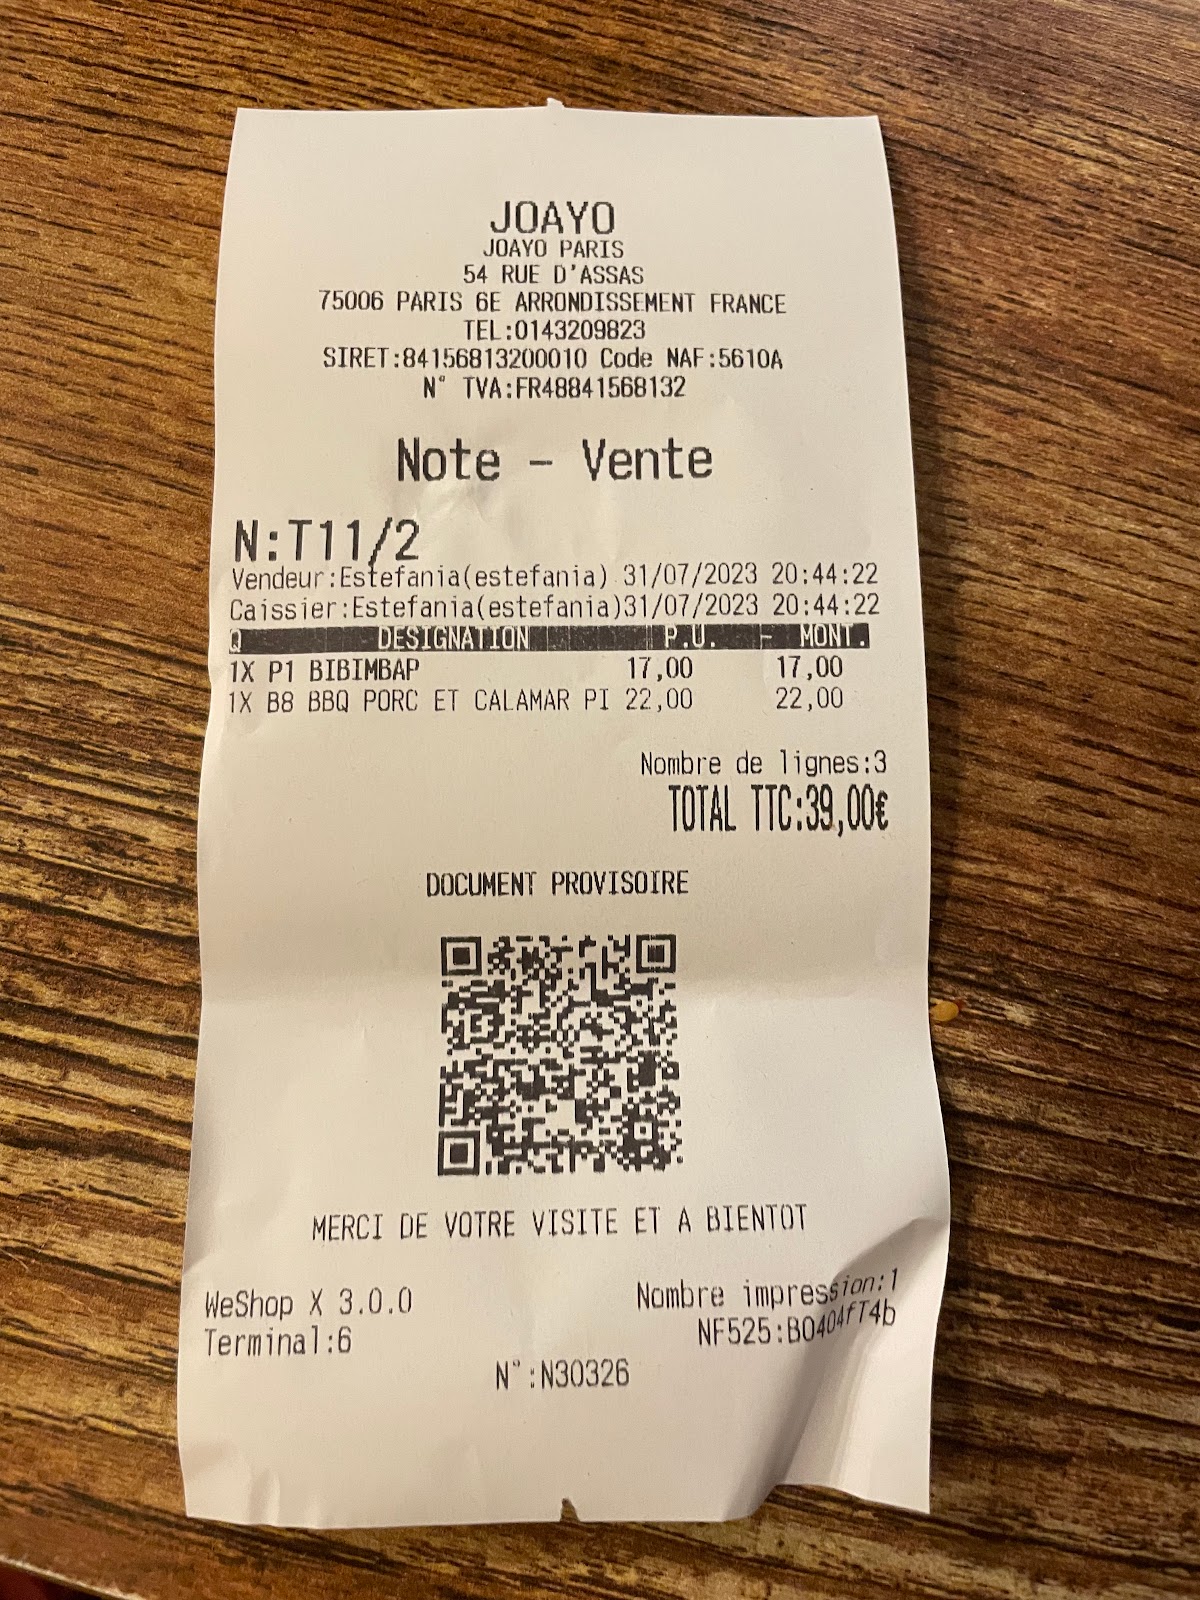 JOAYO
JOAYO PARIS
54 RUE D'ASSAS
75006 PARIS 6E ARRONDISSEMENT FRANCE
TEL:0143209823
SIRET:84156813200010 Code NAF:5610A
N° TVA:FR48841568132
Note - Vente
N:T11/2
Vendeur:Estefania(estefania) 31/07/2023 20:44:22
Caissier:Estefania(estefania)31/07/2023 20:44:22
Q DESIGNATION P.U. - MONT.
1X P1 BIBIMBAP 17,00 17,00
1X B8 BBQ PORC ET CALAMAR PI 22,00 22,00
Nombre de lignes:3
TOTAL TTC:39,00€
DOCUMENT PROVISOIRE
MERCI DE VOTRE VISITE ET A BIENTOT
WeShop X 3.0.0 Nombre impression:1
Terminal:6 NF525:B0404fT4b
N°:N30326